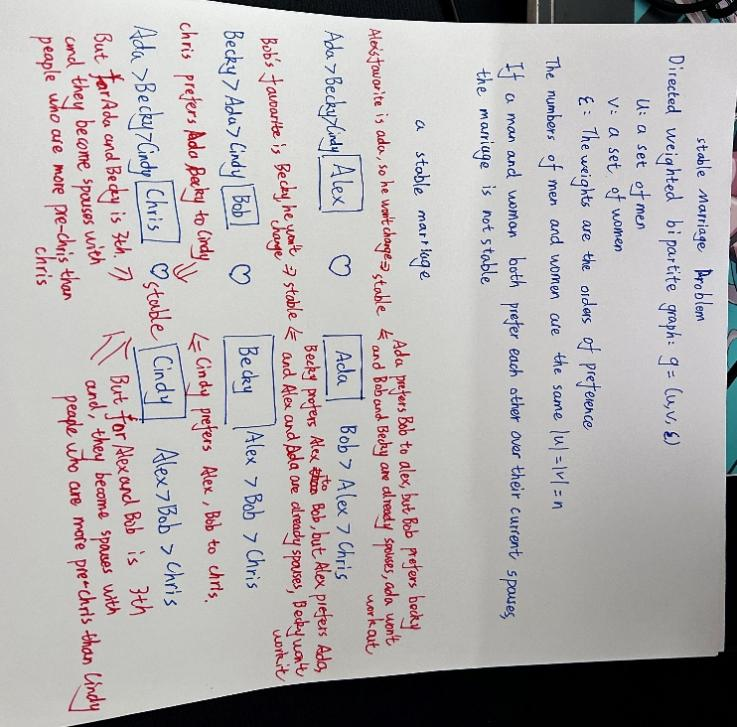 stable marriage Problem
Directed weighted bipartite graph: g = (u,v,ξ)
u: a set of men
v: a set of women
ξ: The weights are the orders of preference
The numbers of men and women are the same |u|=|v|=n
If a man and woman both prefer each other over their current spouses,
the marriage is not stable
a stable marriage
Alex's favorite is ada, so he won't change ⇒ stable ⇐ Ada prefers Bob to alex, but Bob prefers becky
and Bob and Becky are already spouses, ada won't
work out
Ada>Becky>Cindy Alex ♡ Ada Bob > Alex > Chris
Bob's favoarite is Becky he won't ⇒ stable ⇐ Becky prefers Alex to Bob, but Alex prefers Ada,
change and Alex and Ada are already spouses, Becky won't
work it
Becky > Ada > Cindy Bob ♡ Becky Alex > Bob > Chris
chris prefers Ada, Becky to Cindy ⇒ ⇐ Cindy prefers Alex, Bob to chris.
stable
Ada >Becky>Cindy Chris ♡ Cindy Alex>Bob > Chris
But for Ada and Becky is 3th ⇒ ⇐ But for Alex and Bob is 3th
and they become spouses with and, they become spouses with
people who are more pre-chris than people who are more pre-chris than Cindy
chris